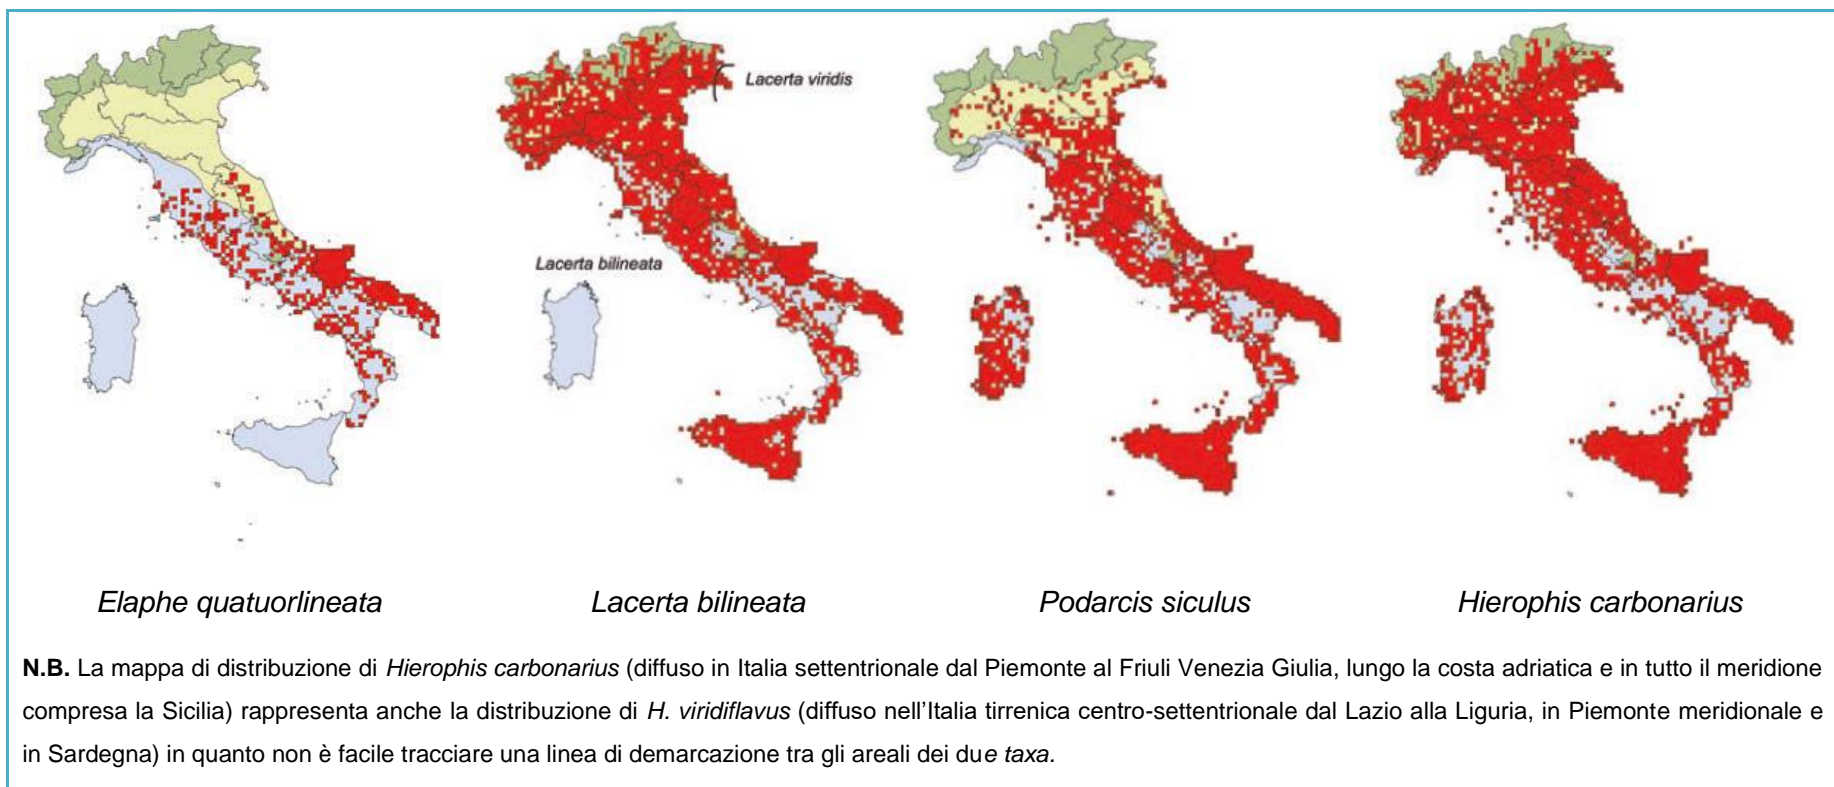 Lacerta viridis
Lacerta bilineata
Elaphe quatuorlineata
Lacerta bilineata
Podarcis siculus
Hierophis carbonarius
N.B. La mappa di distribuzione di Hierophis carbonarius (diffuso in Italia settentrionale dal Piemonte al Friuli Venezia Giulia, lungo la costa adriatica e in tutto il meridione
compresa la Sicilia) rappresenta anche la distribuzione di H. viridiflavus (diffuso nell'Italia tirrenica centro-settentrionale dal Lazio alla Liguria, in Piemonte meridionale e
in Sardegna) in quanto non è facile tracciare una linea di demarcazione tra gli areali dei due taxa.